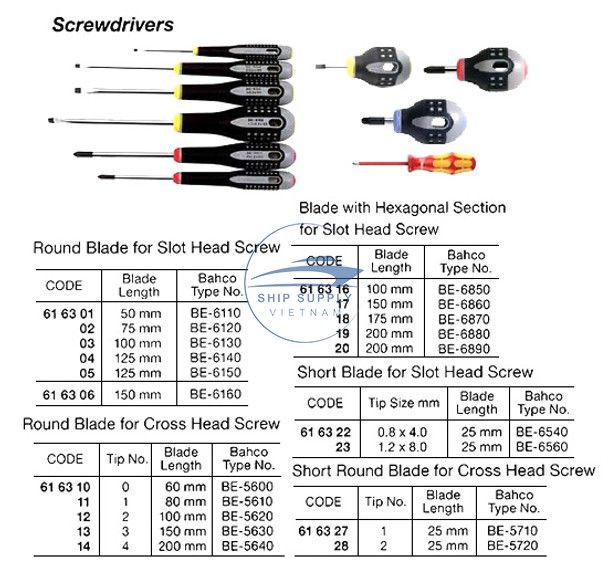 Screwdrivers
Round Blade for Slot Head Screw
CODE Blade Length Bahco Type No.
61 63 01 50 mm BE-6110
02 75 mm BE-6120
03 100 mm BE-6130
04 125 mm BE-6140
05 125 mm BE-6150
61 63 06 150 mm BE-6160
Round Blade for Cross Head Screw
CODE Tip No. Blade Length Bahco Type No.
61 63 10 0 60 mm BE-5600
11 1 80 mm BE-5610
12 2 100 mm BE-5620
13 3 150 mm BE-5630
14 4 200 mm BE-5640
Blade with Hexagonal Section
for Slot Head Screw
CODE Blade Length Bahco Type No.
61 63 16 100 mm BE-6850
17 150 mm BE-6860
18 175 mm BE-6870
19 200 mm BE-6880
20 200 mm BE-6890
Short Blade for Slot Head Screw
CODE Tip Size mm Blade Length Bahco Type No.
61 63 22 0.8 x 4.0 25 mm BE-6540
23 1.2 x 8.0 25 mm BE-6560
Short Round Blade for Cross Head Screw
CODE Tip No. Blade Length Bahco Type No.
61 63 27 1 25 mm BE-5710
28 2 25 mm BE-5720
SHIP SUPPLY
VIETNAM